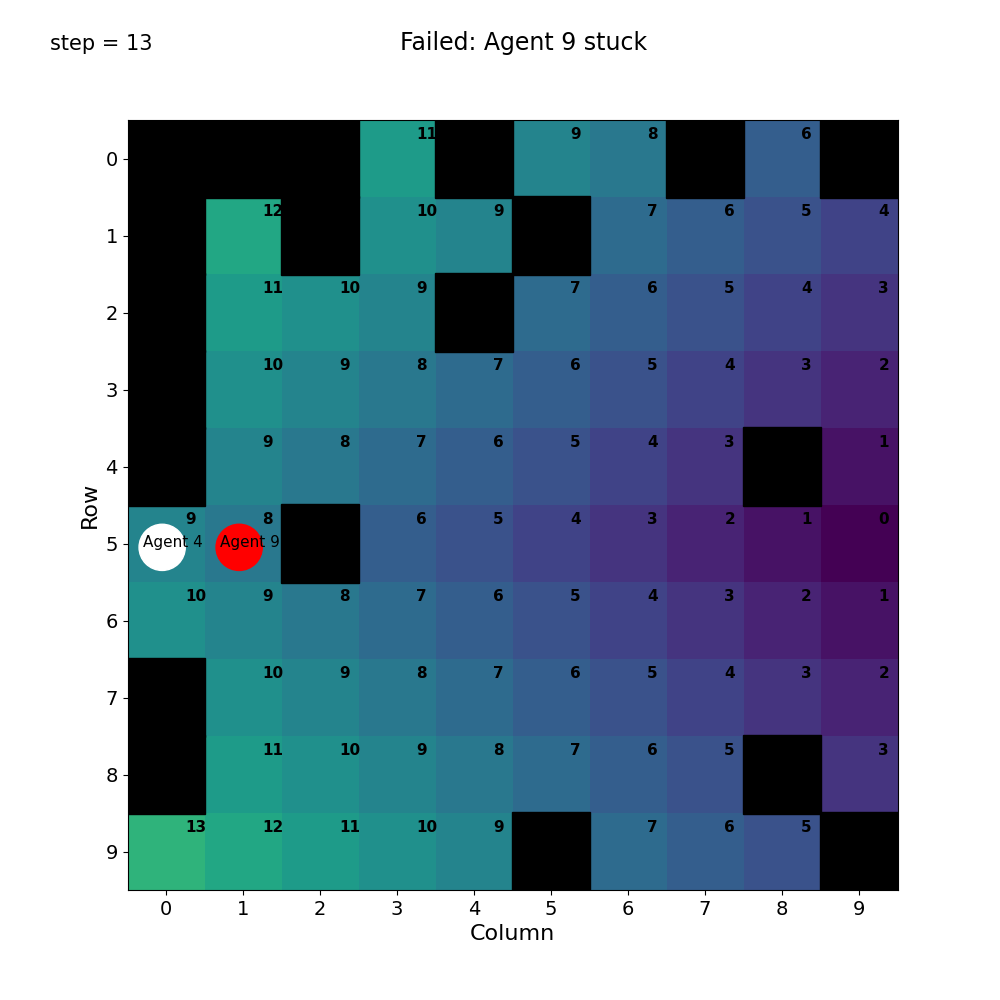 step = 13
Failed: Agent 9 stuck
0 11 9 8 6
1 12 10 9 7 6 5 4
2 11 10 9 7 6 5 4 3
3 10 9 8 7 6 5 4 3 2
4 9 8 7 6 5 4 3 1
9 8 6 5 4 3 2 1 0
5 Agent 4 Agent 9
6 10 9 8 7 6 5 4 3 2 1
7 10 9 8 7 6 5 4 3 2
8 11 10 9 8 7 6 5 3
9 13 12 11 10 9 7 6 5
Row
0 1 2 3 4 5 6 7 8 9
Column